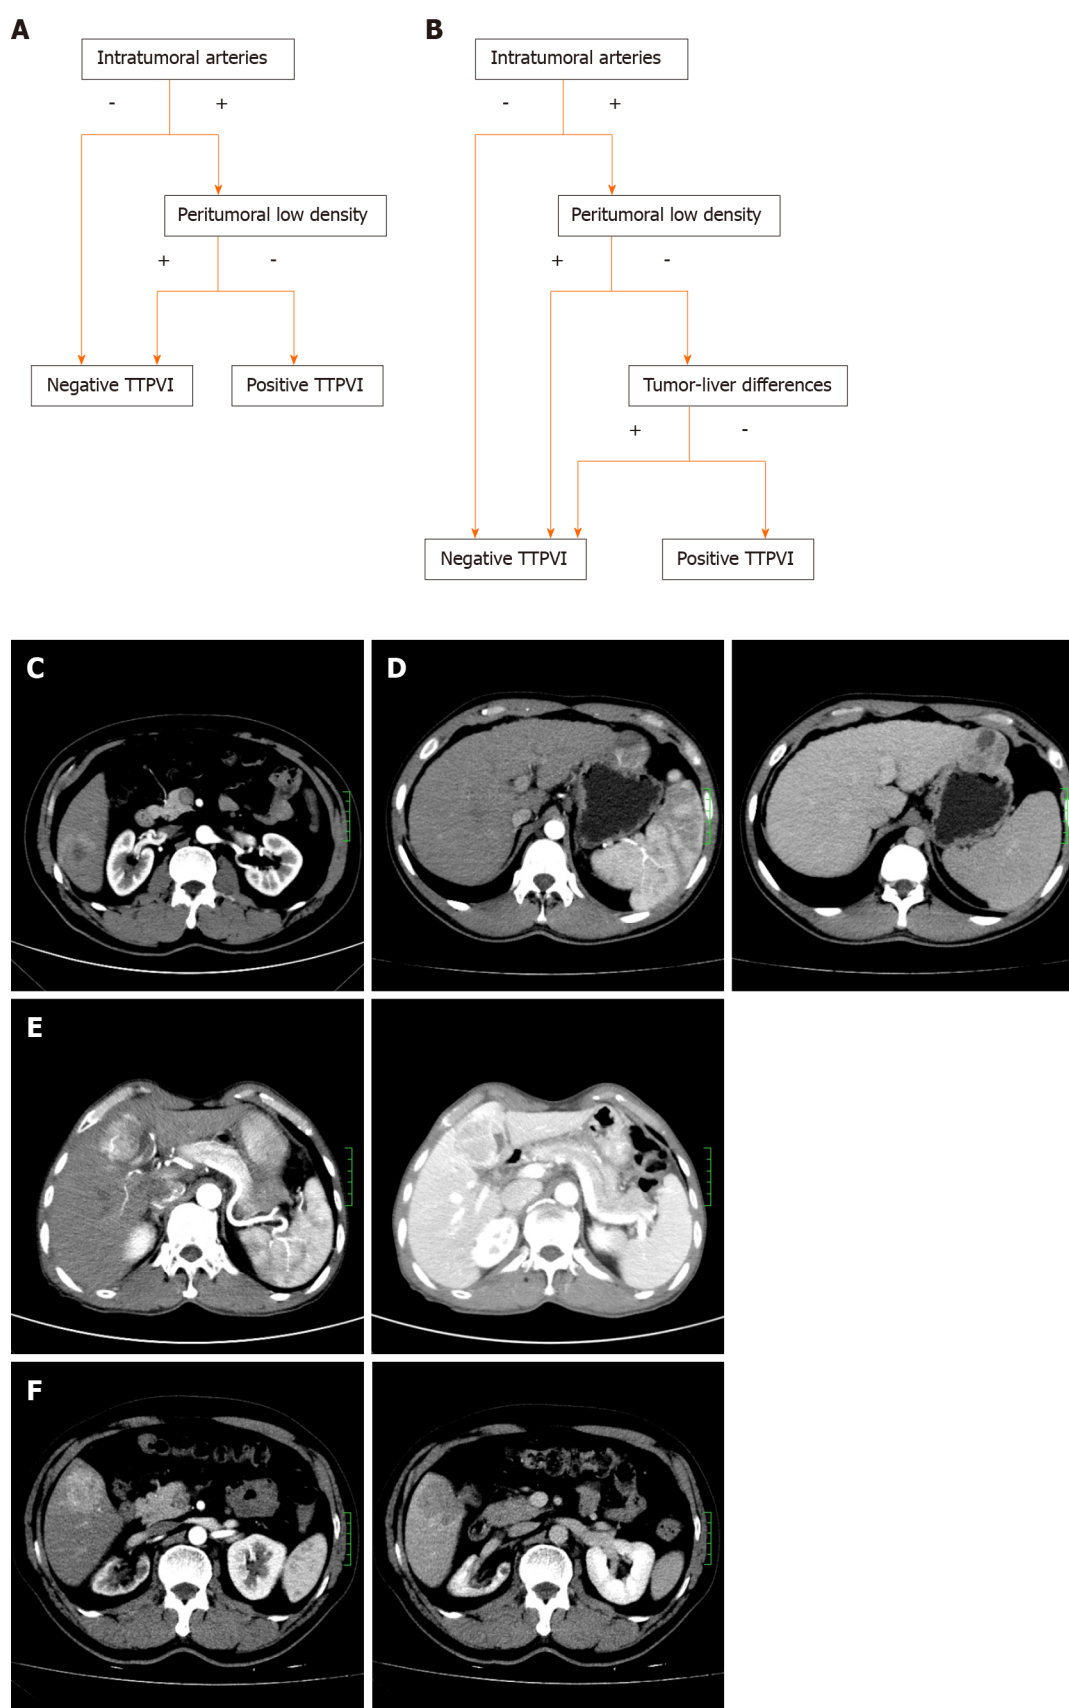 A
Intratumoral arteries
- +
Peritumoral low density
+ -
Negative TTPVI
Positive TTPVI
B
Intratumoral arteries
- +
Peritumoral low density
+ -
Tumor-liver differences
+ -
Negative TTPVI
Positive TTPVI
C
D
E
F